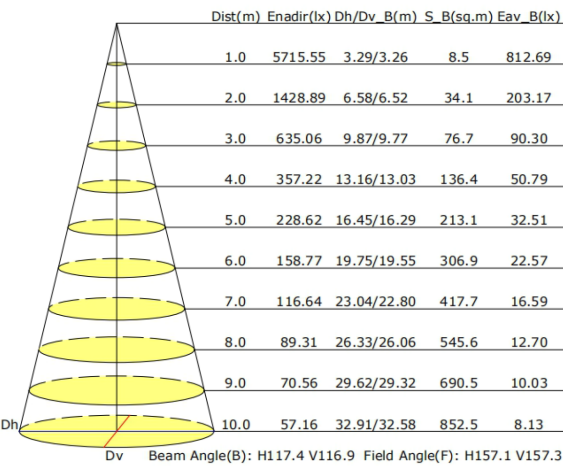 Dist(m) Enadir(lx) Dh/Dv_B(m) S_B(sq.m) Eav_B(lx)
1.0 5715.55 3.29/3.26 8.5 812.69
2.0 1428.89 6.58/6.52 34.1 203.17
3.0 635.06 9.87/9.77 76.7 90.30
4.0 357.22 13.16/13.03 136.4 50.79
5.0 228.62 16.45/16.29 213.1 32.51
6.0 158.77 19.75/19.55 306.9 22.57
7.0 116.64 23.04/22.80 417.7 16.59
8.0 89.31 26.33/26.06 545.6 12.70
9.0 70.56 29.62/29.32 690.5 10.03
Dh 10.0 57.16 32.91/32.58 852.5 8.13
Dv Beam Angle(B): H117.4 V116.9 Field Angle(F): H157.1 V157.3